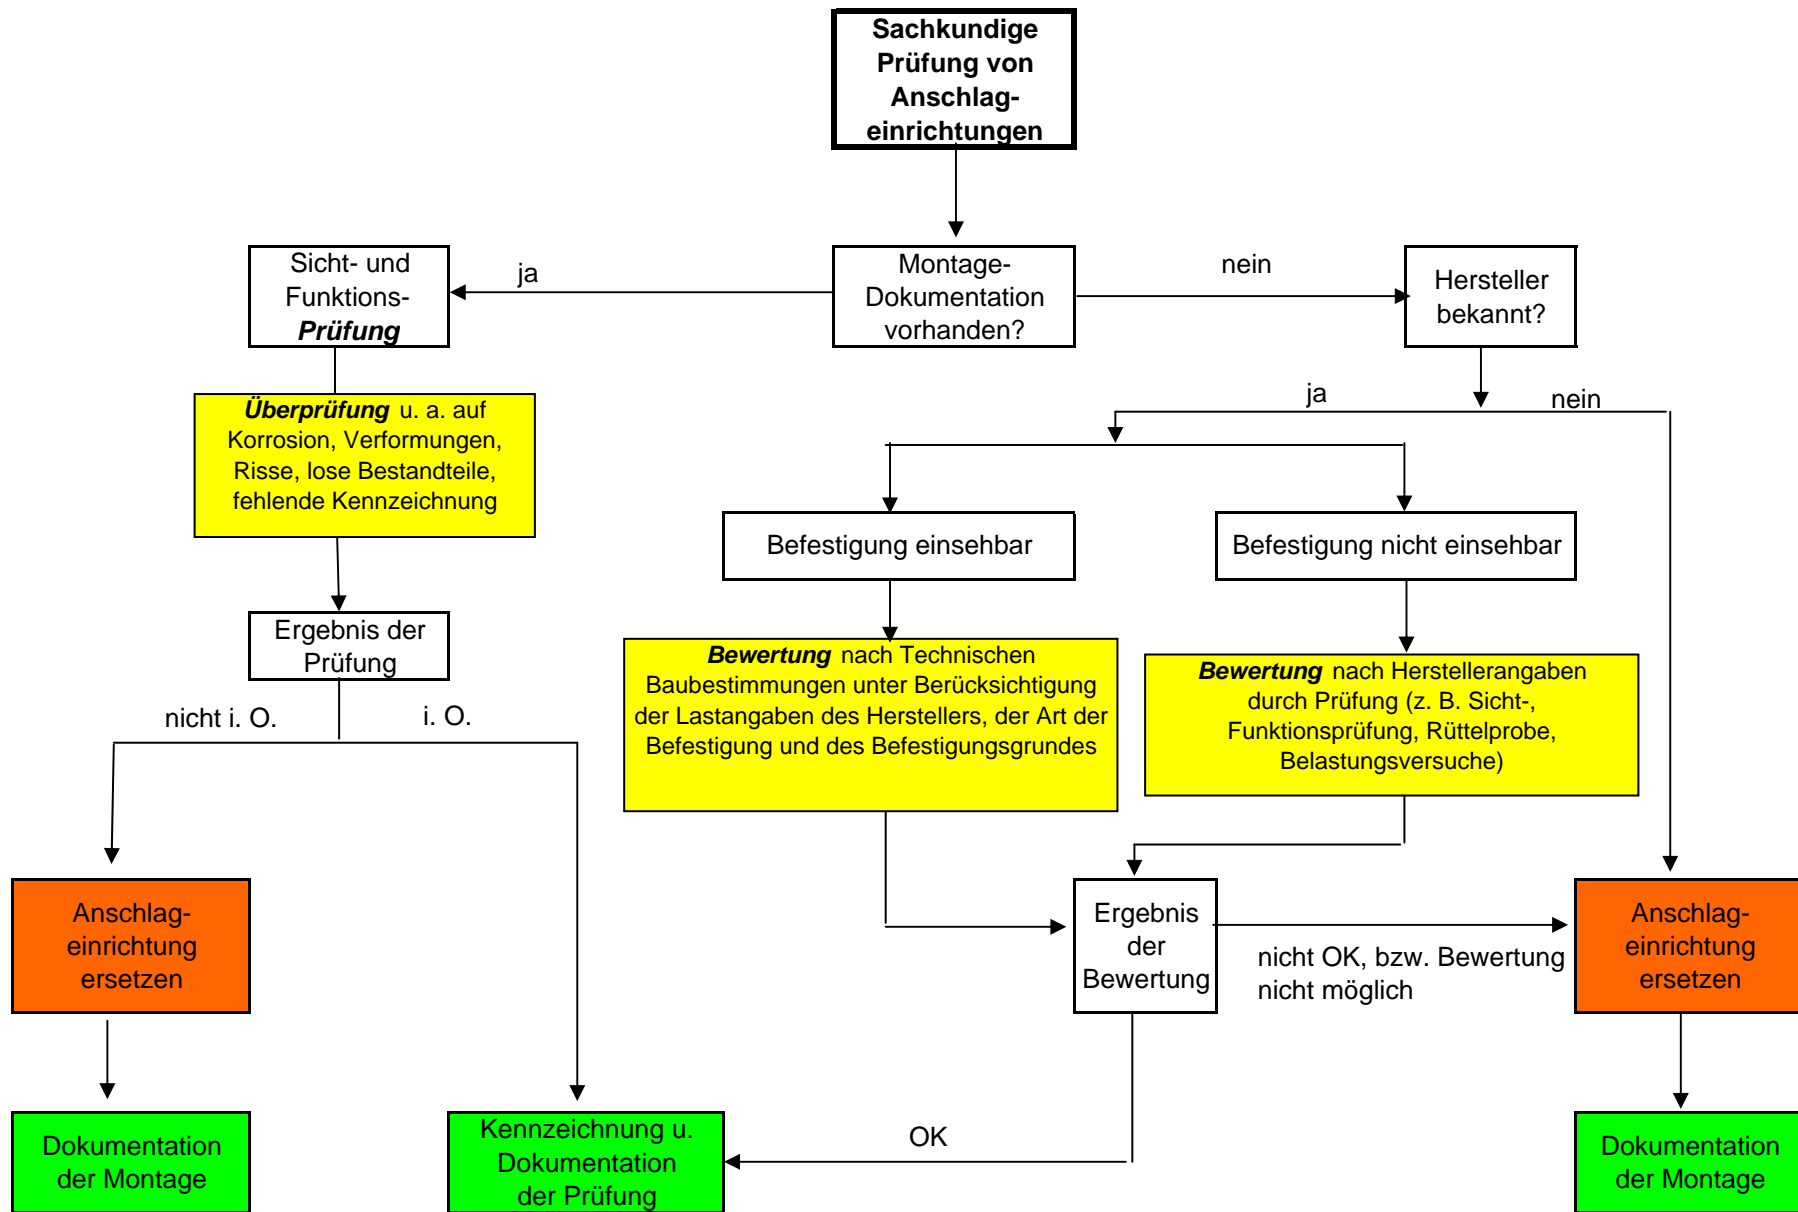 Sachkundige
Prüfung von
Anschlag-
einrichtungen
Sicht- und
Funktions-
Prüfung
ja
Montage-
Dokumentation
vorhanden?
nein
Hersteller
bekannt?
ja
nein
Überprüfung u. a. auf
Korrosion, Verformungen,
Risse, lose Bestandteile,
fehlende Kennzeichnung
Befestigung einsehbar
Befestigung nicht einsehbar
Ergebnis der
Prüfung
Bewertung nach Technischen
Baubestimmungen unter Berücksichtigung
der Lastangaben des Herstellers, der Art der
Befestigung und des Befestigungsgrundes
Bewertung nach Herstellerangaben
durch Prüfung (z. B. Sicht-,
Funktionsprüfung, Rüttelprobe,
Belastungsversuche)
nicht i. O.
i. O.
Anschlag-
einrichtung
ersetzen
Ergebnis
der
Bewertung
nicht OK, bzw. Bewertung
nicht möglich
Anschlag-
einrichtung
ersetzen
Dokumentation
der Montage
Kennzeichnung u.
Dokumentation
der Prüfung
OK
Dokumentation
der Montage